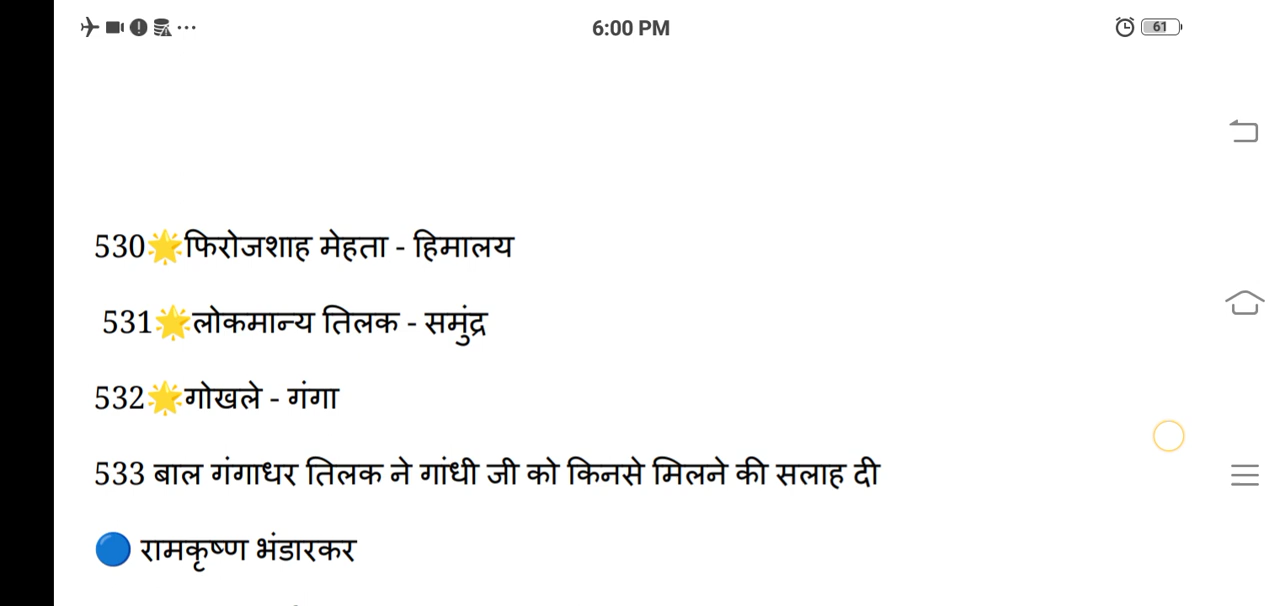 6:00 PM
61
530🌟फिरोजशाह मेहता - हिमालय
531🌟लोकमान्य तिलक - समुंद्र
532🌟गोखले - गंगा
533 बाल गंगाधर तिलक ने गांधी जी को किनसे मिलने की सलाह दी
🔵 रामकृष्ण भंडारकर